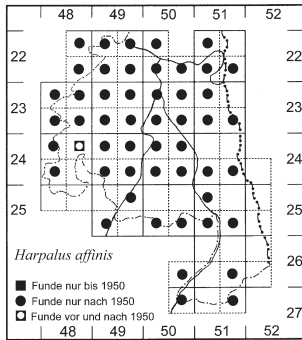 48 49 50 51 52
22 22
23 23
24 24
25 25
26
27
Harpalus affinis
Funde nur bis 1950
Funde nur nach 1950
Funde vor und nach 1950
48 49 50 51 52